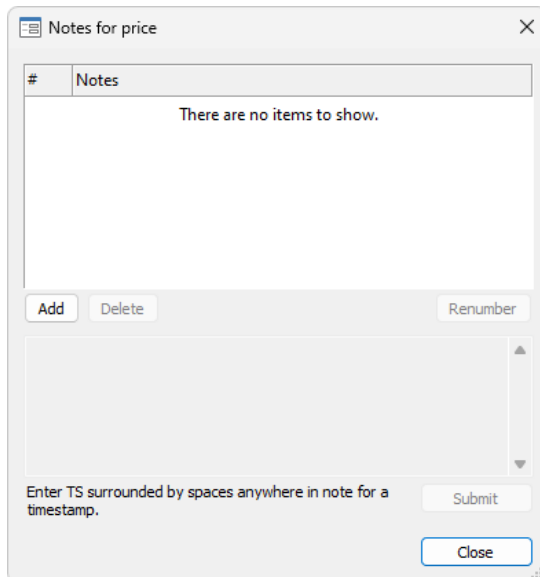 Notes for price
# Notes
There are no items to show.
Add Delete Renumber
Enter TS surrounded by spaces anywhere in note for a
timestamp.
Submit
Close